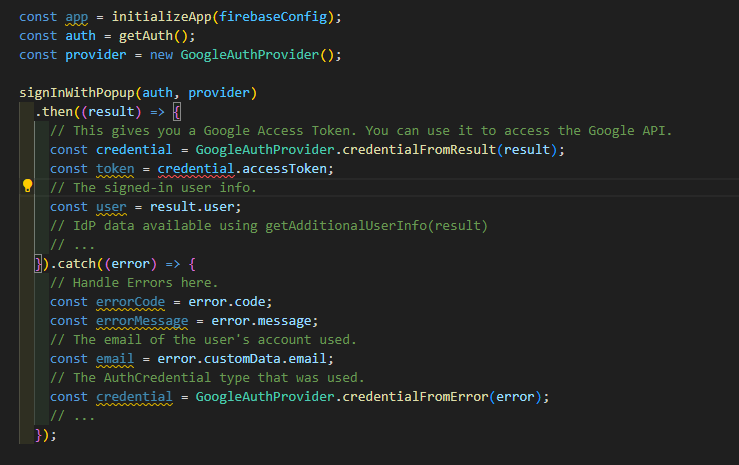 const app = initializeApp(firebaseConfig);
const auth = getAuth();
const provider = new GoogleAuthProvider();

signInWithPopup(auth, provider)
  .then((result) => {
    // This gives you a Google Access Token. You can use it to access the Google API.
    const credential = GoogleAuthProvider.credentialFromResult(result);
    const token = credential.accessToken;
    // The signed-in user info.
    const user = result.user;
    // IdP data available using getAdditionalUserInfo(result)
    // ...
  }).catch((error) => {
    // Handle Errors here.
    const errorCode = error.code;
    const errorMessage = error.message;
    // The email of the user's account used.
    const email = error.customData.email;
    // The AuthCredential type that was used.
    const credential = GoogleAuthProvider.credentialFromError(error);
    // ...
  });